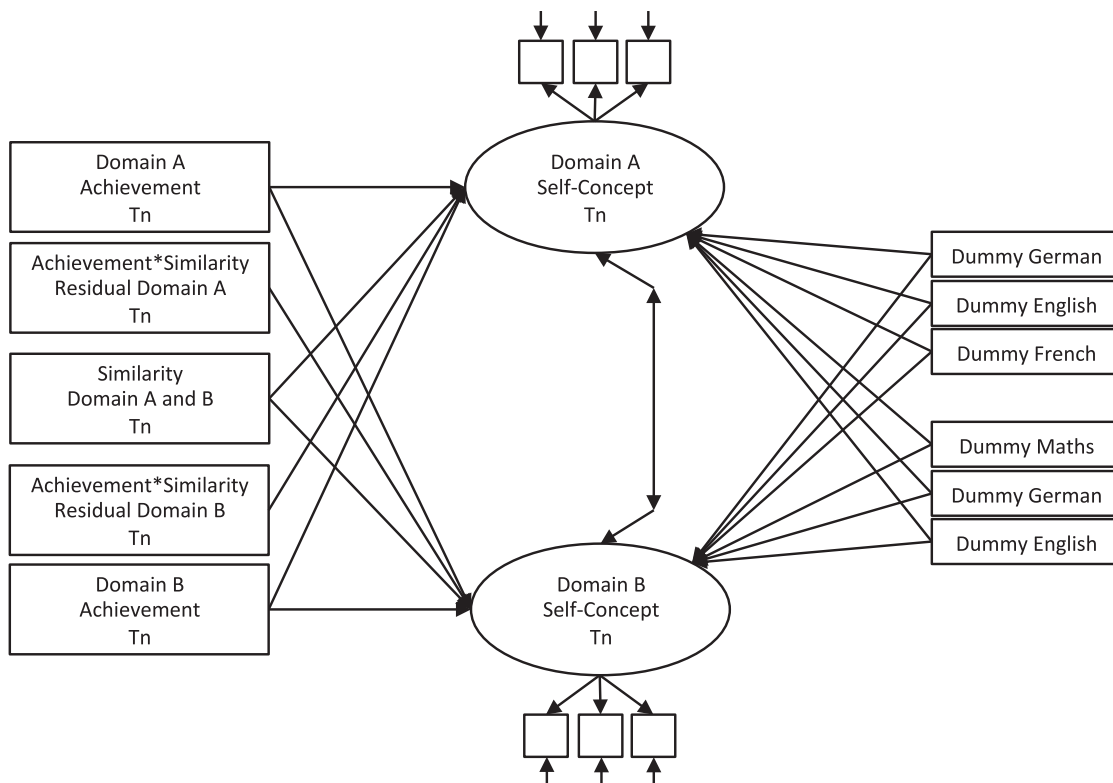 Domain A
Achievement
Tn
Achievement*Similarity
Residual Domain A
Tn
Similarity
Domain A and B
Tn
Achievement*Similarity
Residual Domain B
Tn
Domain B
Achievement
Tn
Domain A
Self-Concept
Tn
Domain B
Self-Concept
Tn
Dummy German
Dummy English
Dummy French
Dummy Maths
Dummy German
Dummy English